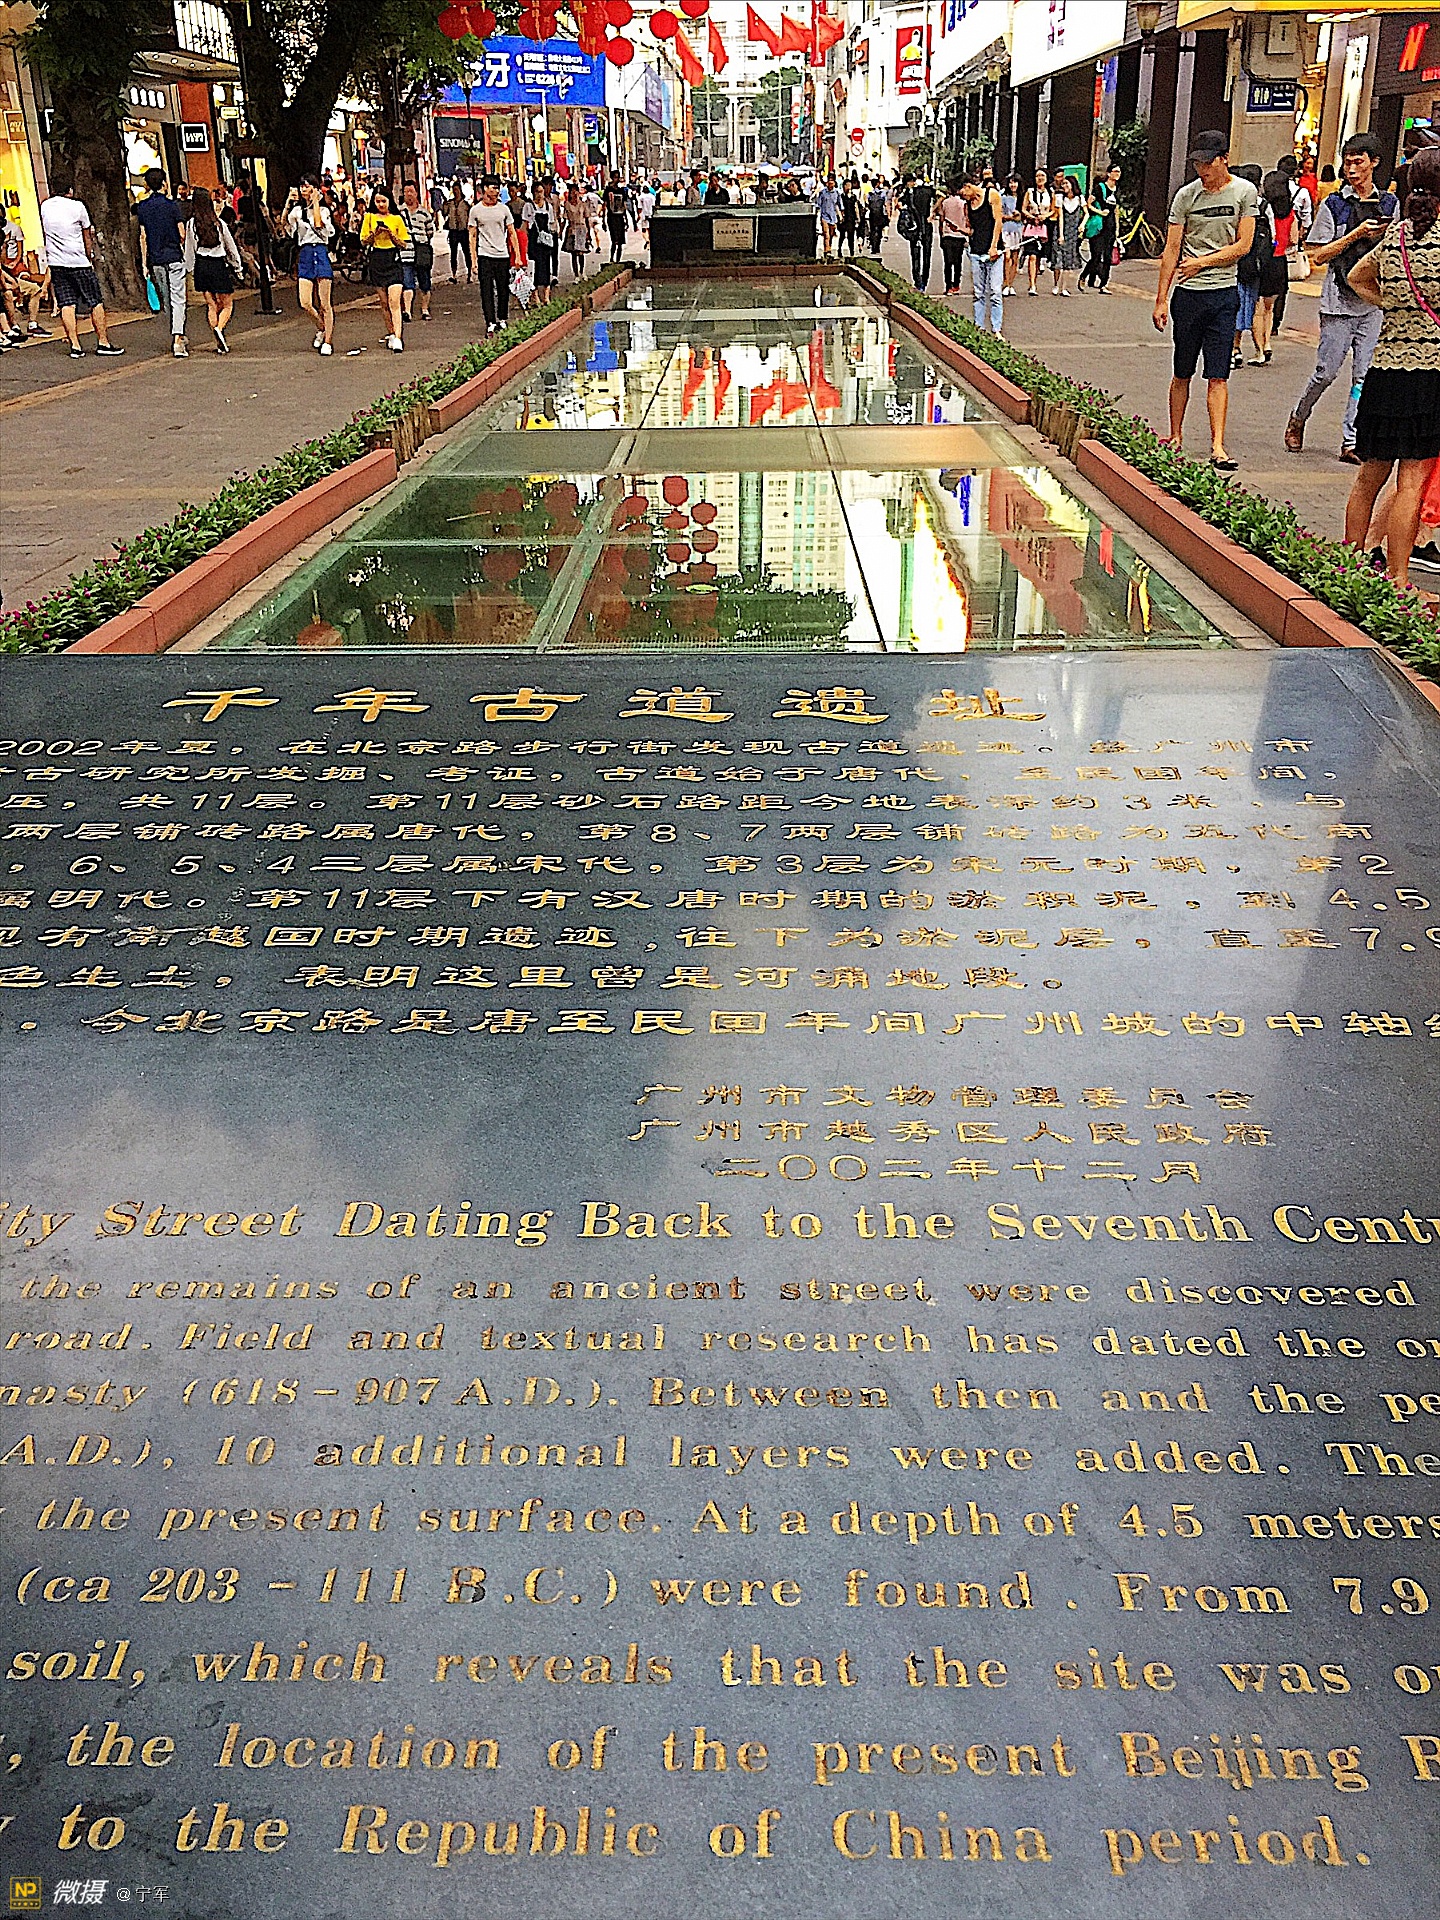 牙
SINOMAX
千年古道遗址
2002年夏，在北京路步行街发现古道遗迹。经广州市
古研究所发掘、考证，古道始于唐代、至民国年间，
压，共11层。第11层砂石路距今地表深约3米、与
两层铺砖路属唐代，第8、7两层铺砖路为五代南
，6、5、4三层属宋代，第3层为宋元时期，第2
属明代。第11层下有汉唐时期的淤积泥，到4.5
现有南越国时期遗迹,往下为淤泥层，直至7.9
色生土，表明这里曾是河涌地段。
．今北京路是唐至民国年间广州城的中轴线
广州市文物管理委员会
广州市越秀区人民政府
二〇〇二年十二月
ity Street Dating Back to the Seventh Centu
the remains of an ancient street were discovered
road. Field and textual research has dated the or
nasty (618-907 A.D.). Between then and the pe
A.D.), 10 additional layers were added. The
the present surface. At a depth of 4.5 meters
(ca 203 - 111 B.C.) were found. From 7.9
soil, which reveals that the site was o
, the location of the present Beijing R
y to the Republic of China period.
NP 微摄 @宁军